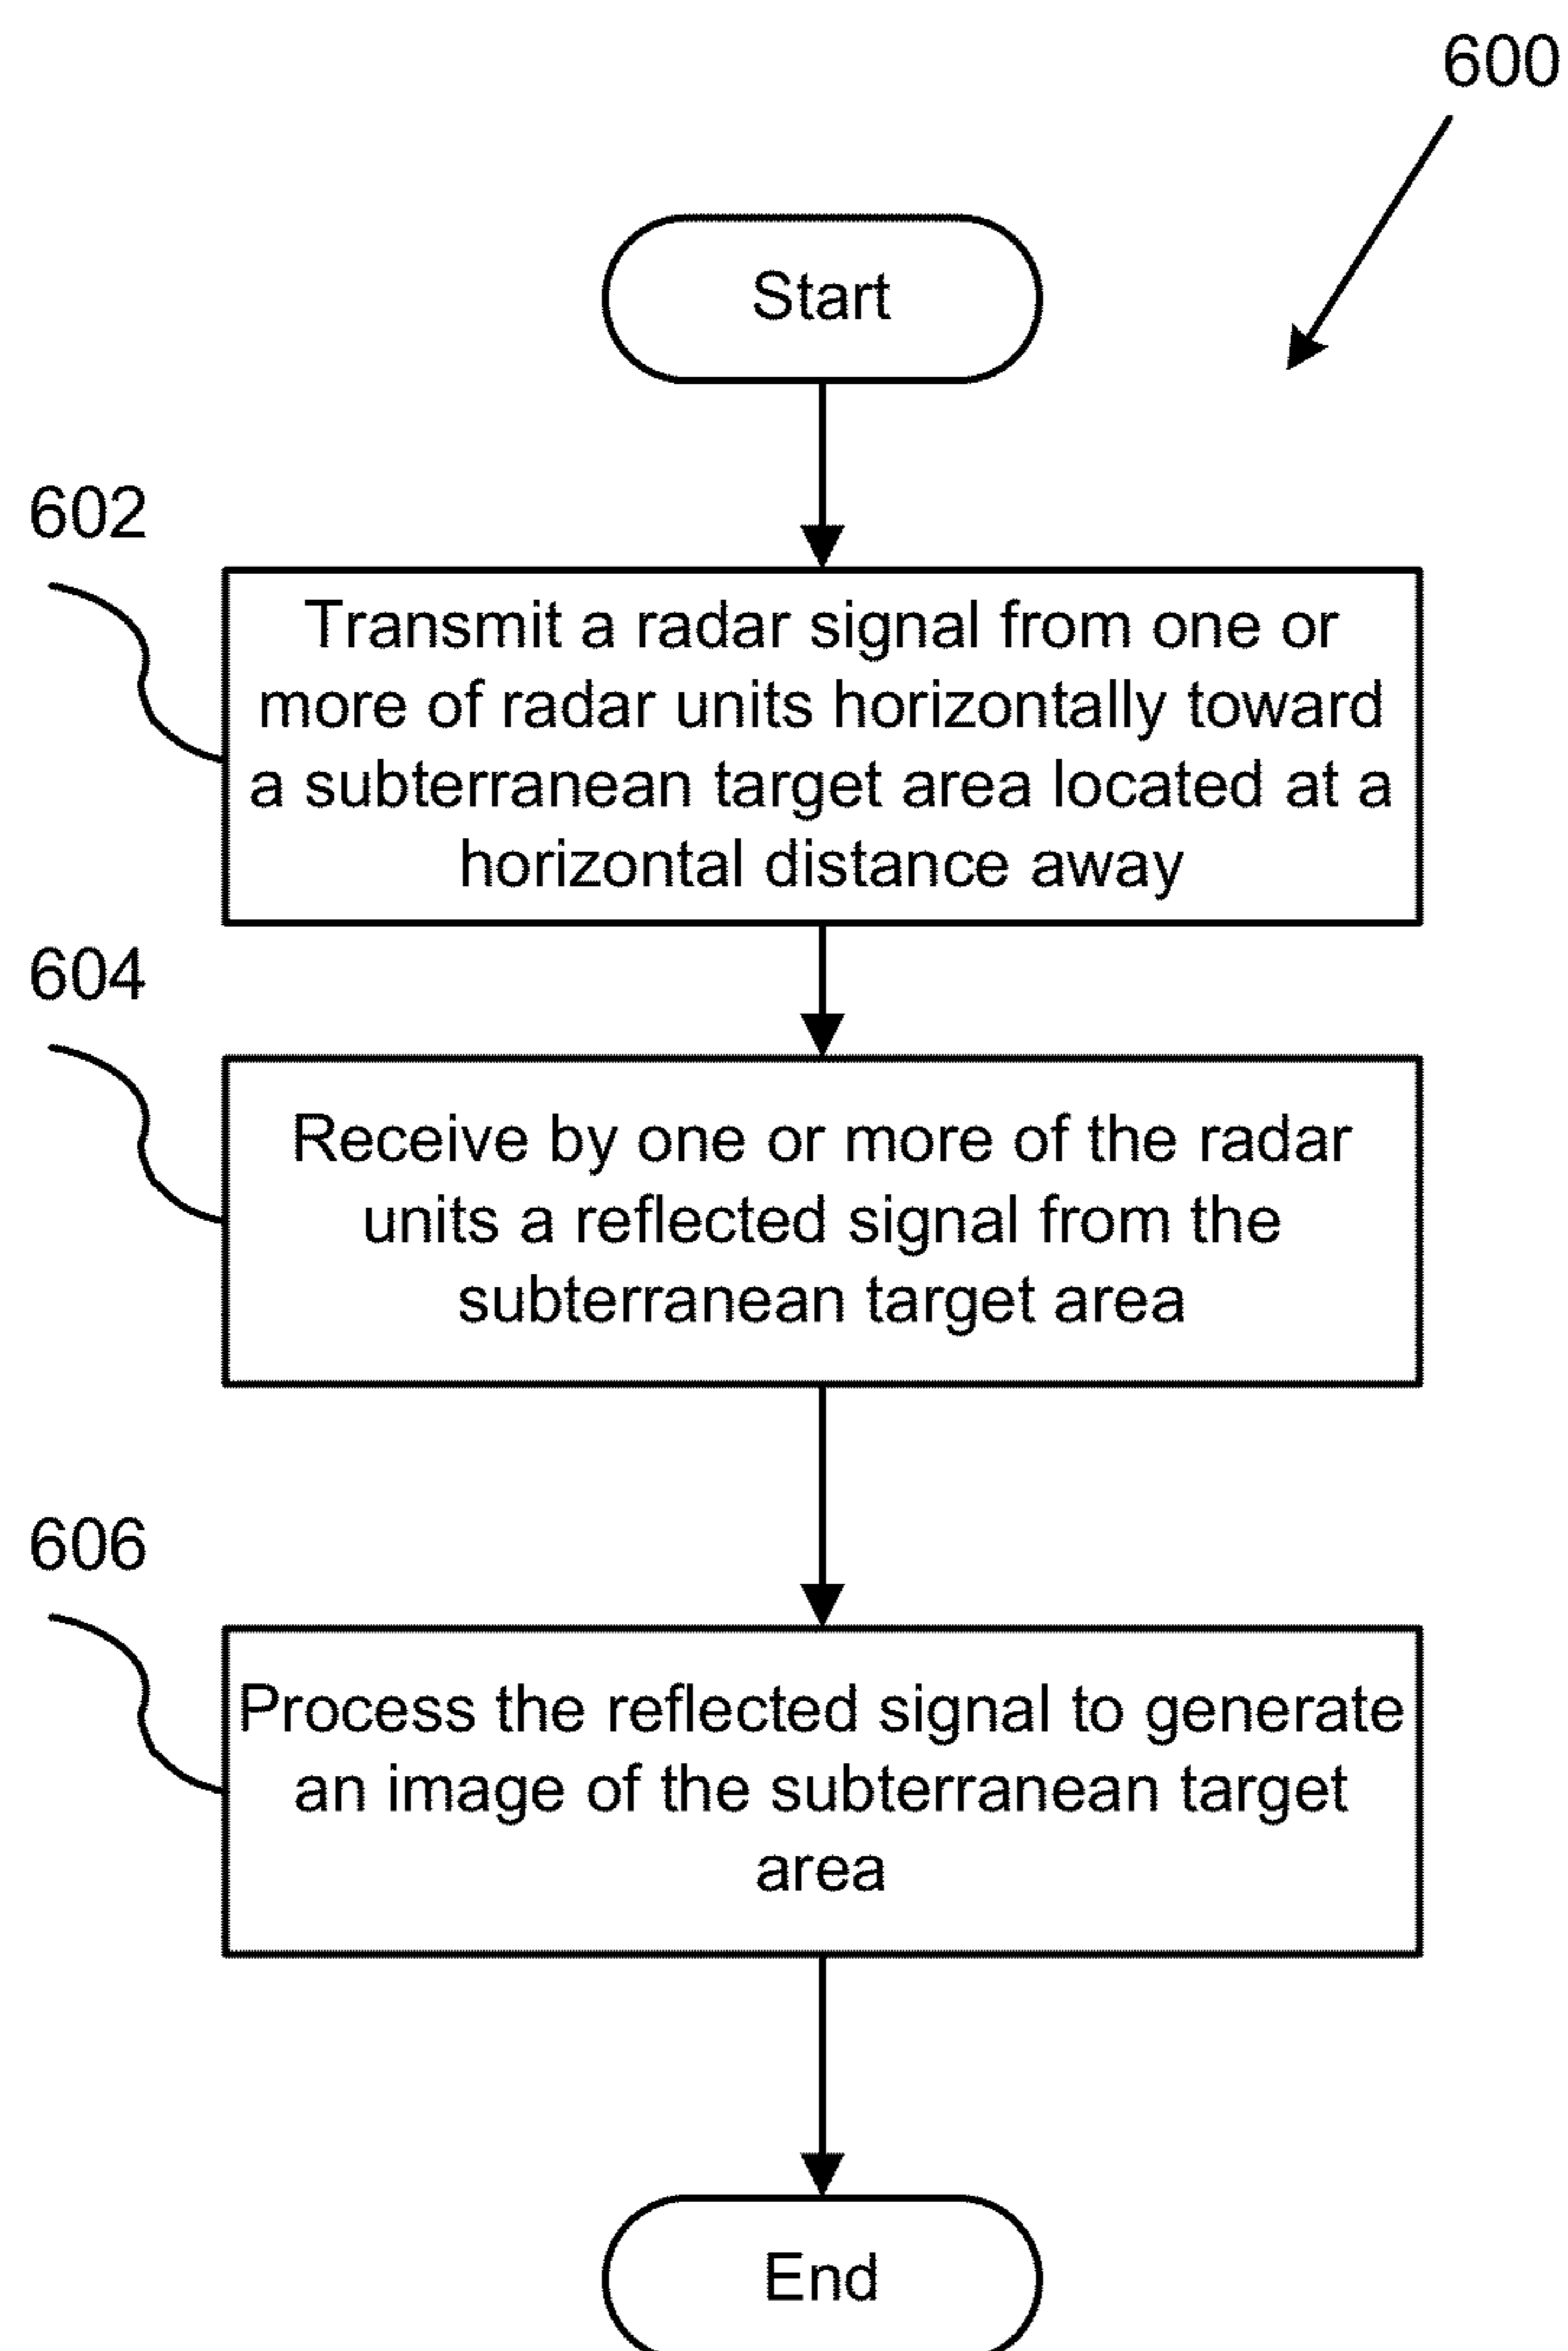 600
Start
602
Transmit a radar signal from one or
more of radar units horizontally toward
a subterranean target area located at a
horizontal distance away
604
Receive by one or more of the radar
units a reflected signal from the
subterranean target area
606
Process the reflected signal to generate
an image of the subterranean target
area
End